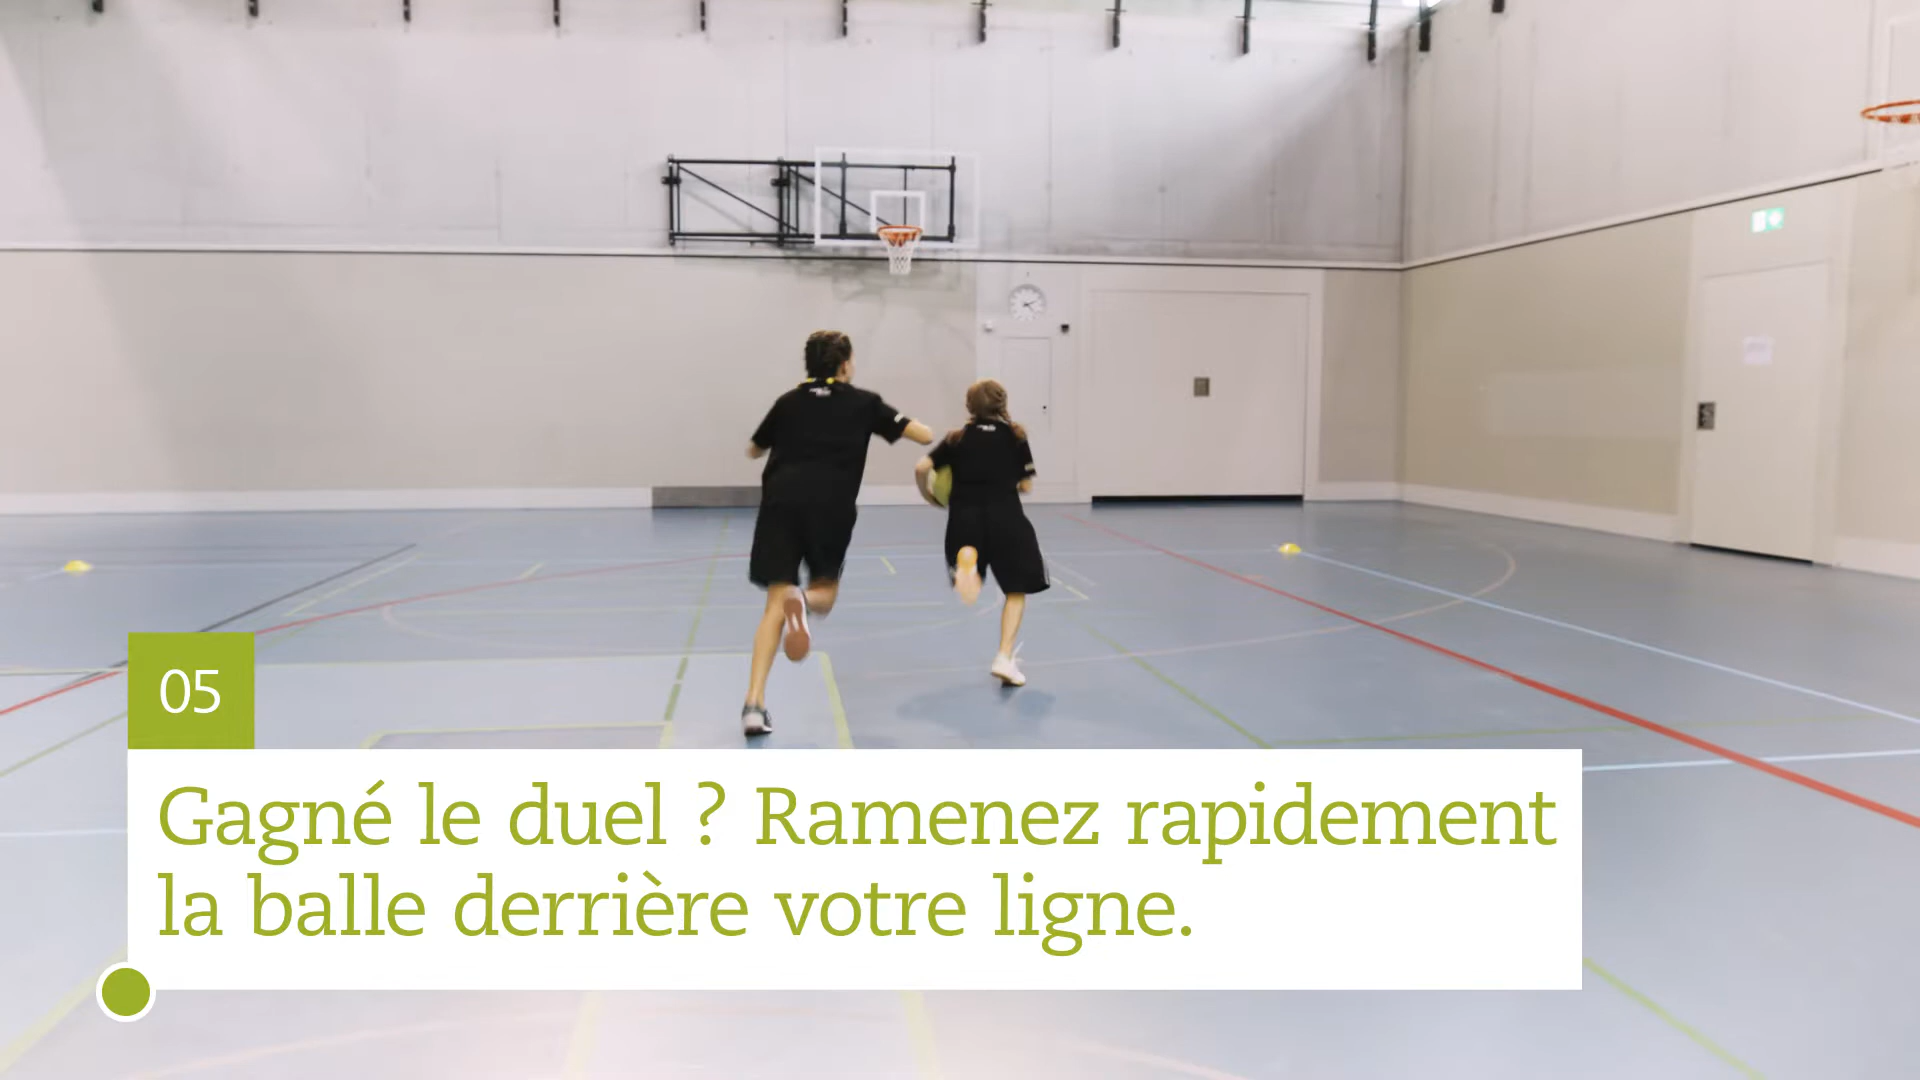 05
Gagné le duel ? Ramenez rapidement
la balle derrière votre ligne.